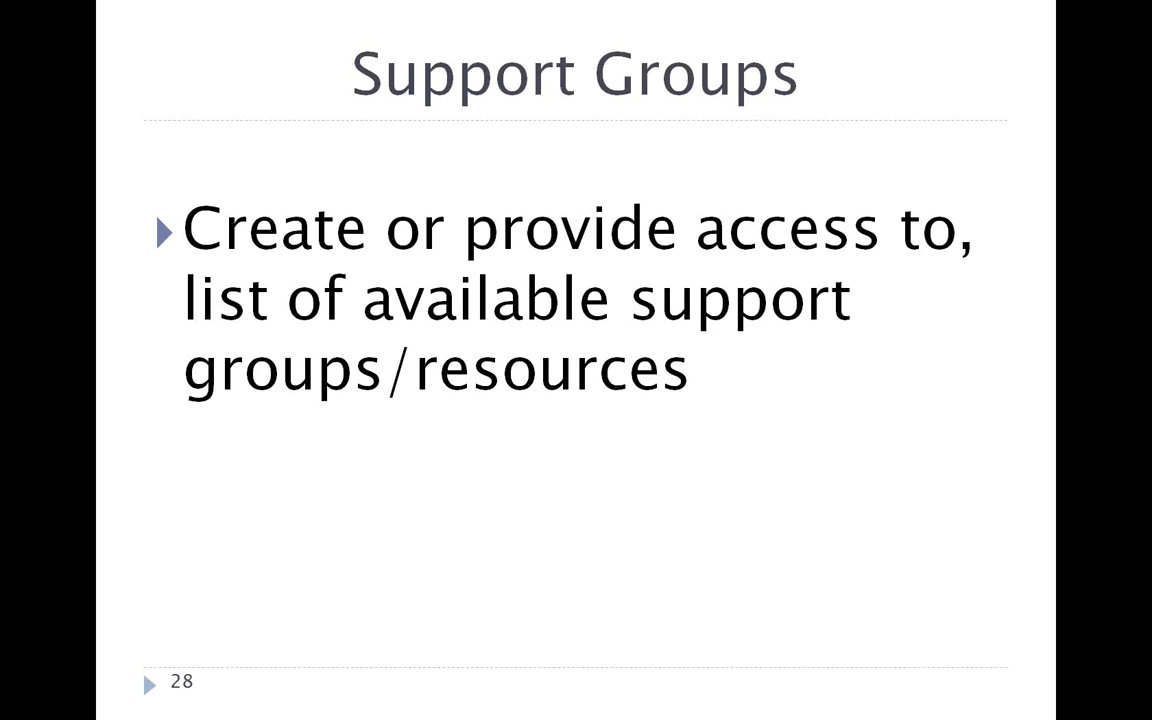 Support Groups
Create or provide access to,
list of available support
groups/resources
28